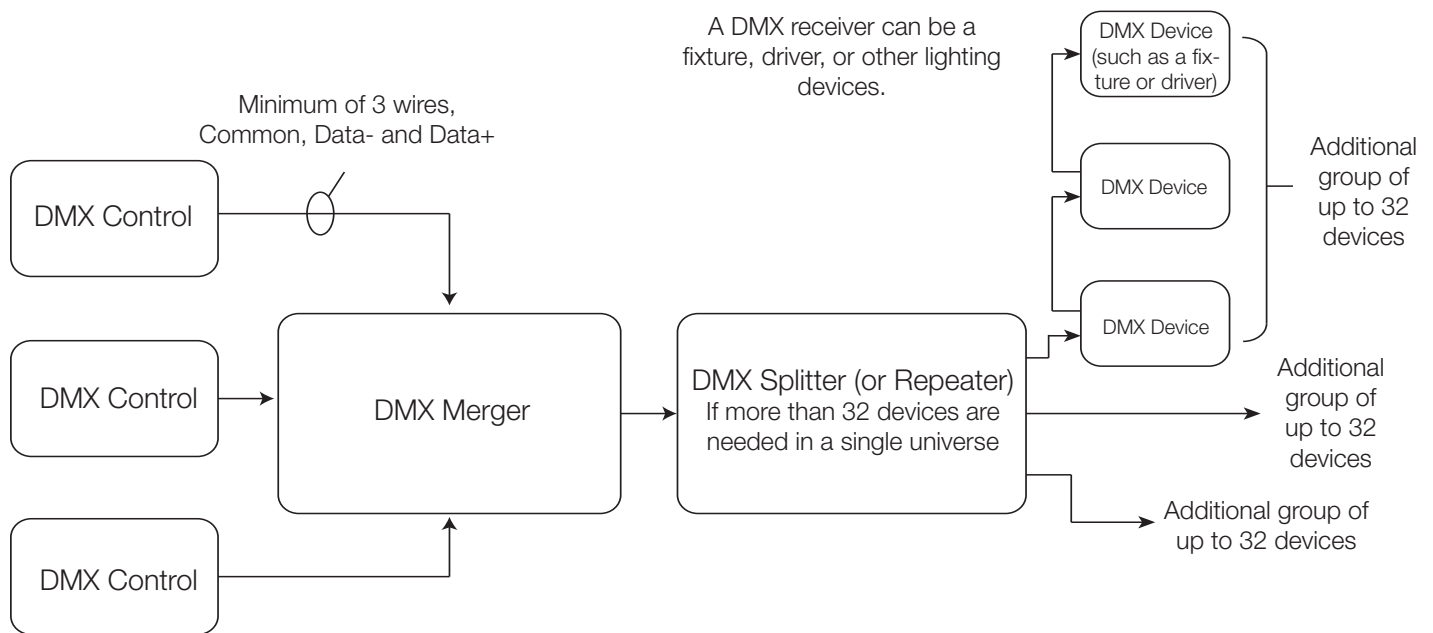 A DMX receiver can be a
fixture, driver, or other lighting
devices.
DMX Device
(such as a fix-
ture or driver)
Minimum of 3 wires,
Common, Data- and Data+
Additional
group of
up to 32
devices
DMX Control
DMX Device
DMX Device
DMX Control
DMX Merger
DMX Splitter (or Repeater)
If more than 32 devices are
needed in a single universe
Additional
group of
up to 32
devices
Additional group of
up to 32 devices
DMX Control